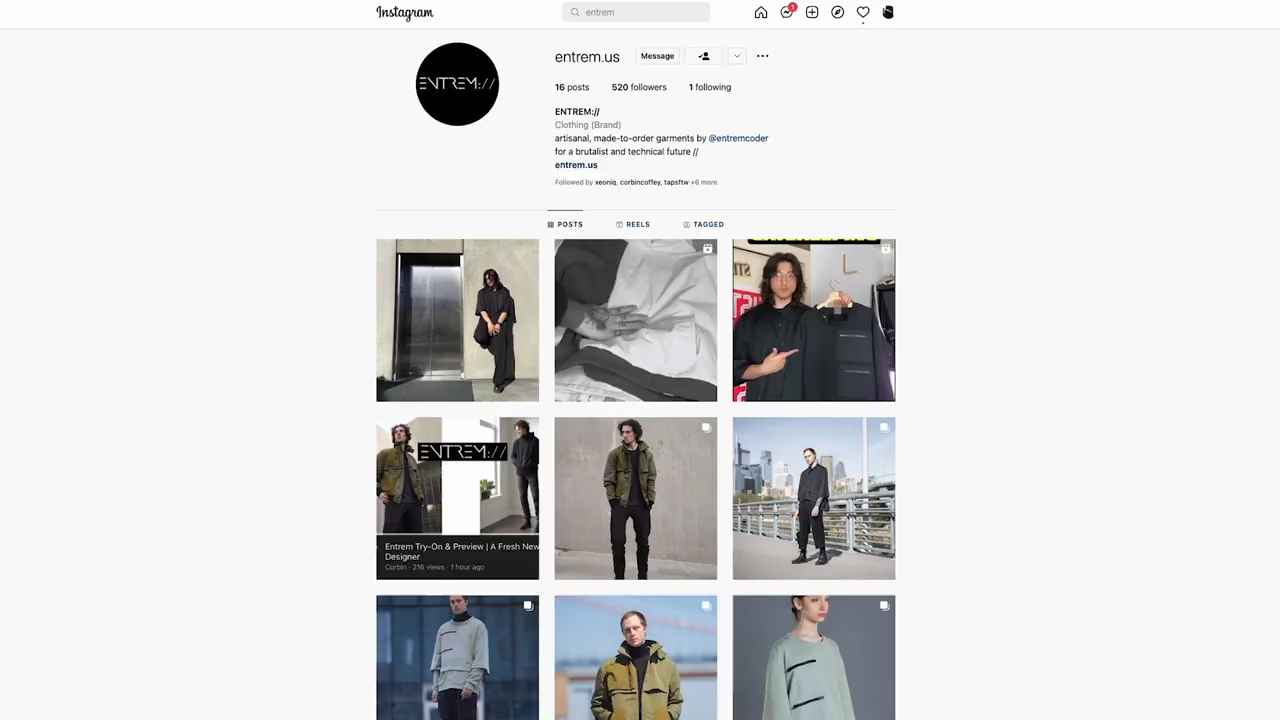 Instagram
entrem
1
ENTREM://
entrem.us
Message
16 posts 520 followers 1 following
ENTREM://
Clothing (Brand)
artisanal, made-to-order garments by @entremcoder
for a brutalist and technical future //
entrem.us
Followed by xeoniq, corbincoffey, tapsftw +6 more
POSTS REELS TAGGED
ENTREM://
Entrem Try-On & Preview | A Fresh New
Designer
Corbin · 216 views · 1 hour ago